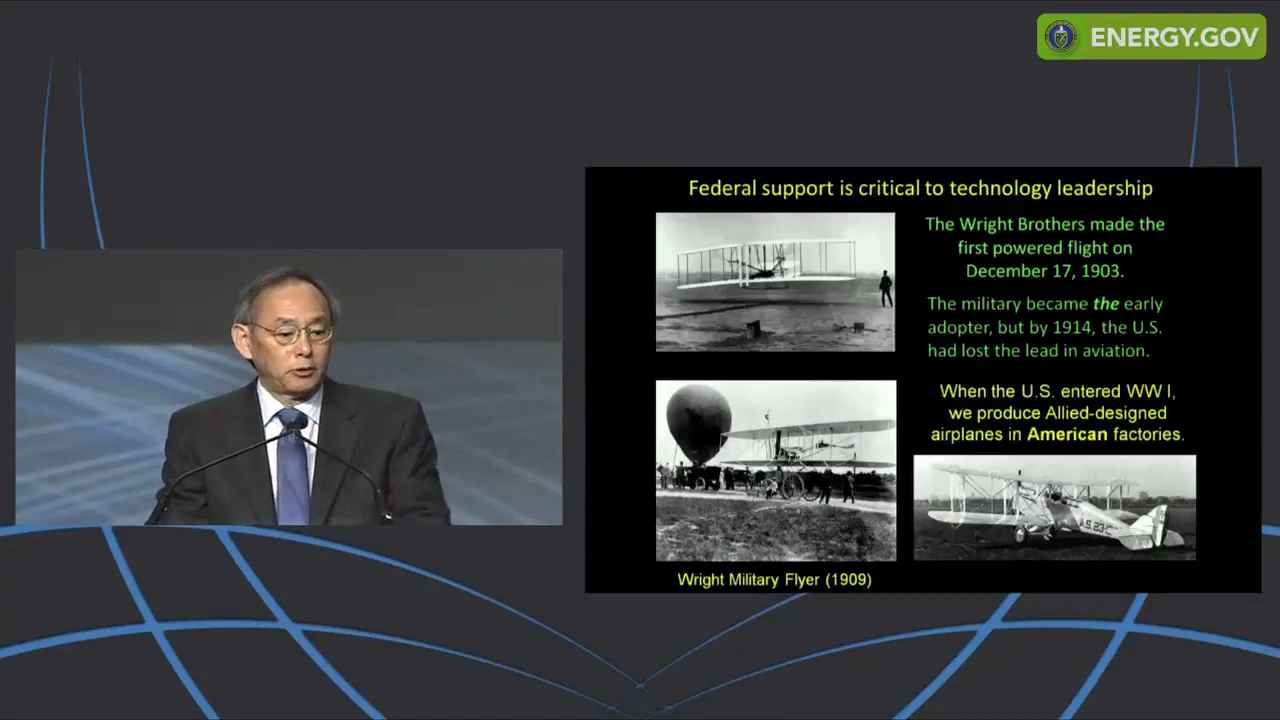 ENERGY.GOV
Federal support is critical to technology leadership
The Wright Brothers made the
first powered flight on
December 17, 1903.
The military became the early
adopter, but by 1914, the U.S.
had lost the lead in aviation.
When the U.S. entered WW I,
we produce Allied-designed
airplanes in American factories.
Wright Military Flyer (1909)